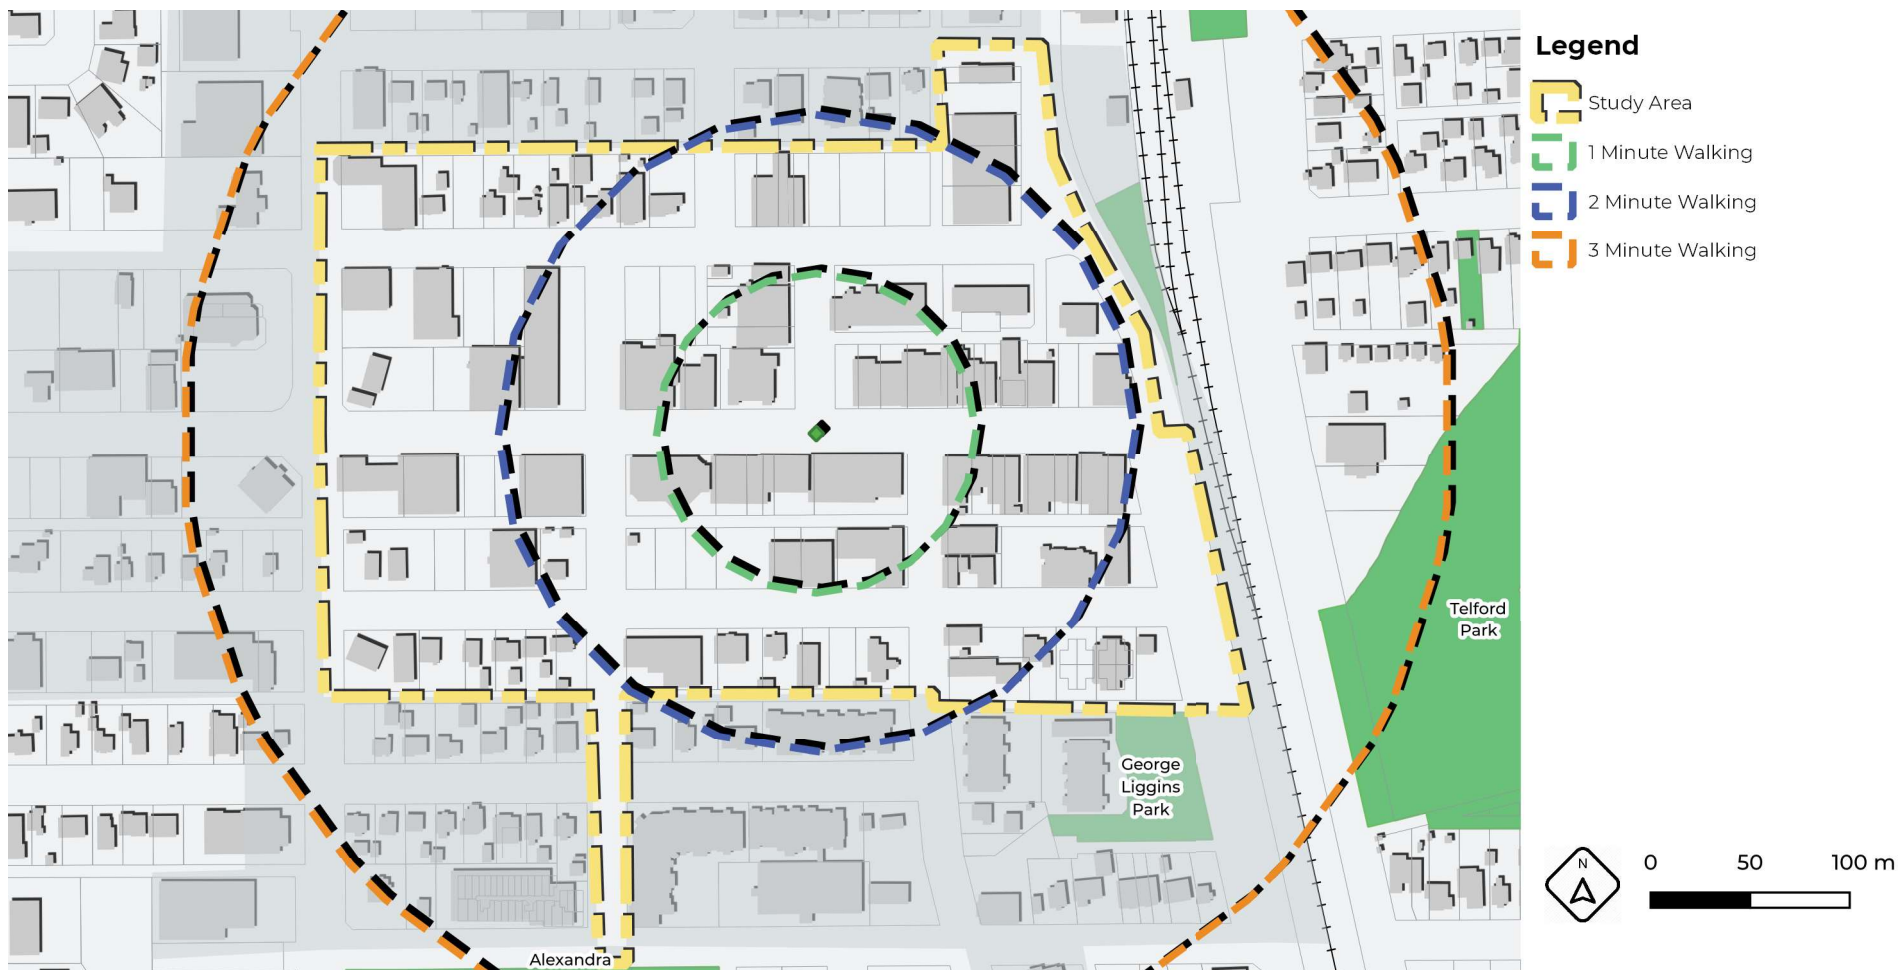 Legend
Study Area
1 Minute Walking
2 Minute Walking
3 Minute Walking
Telford
Park
George
Liggins
Park
Alexandra
N
0 50 100 m